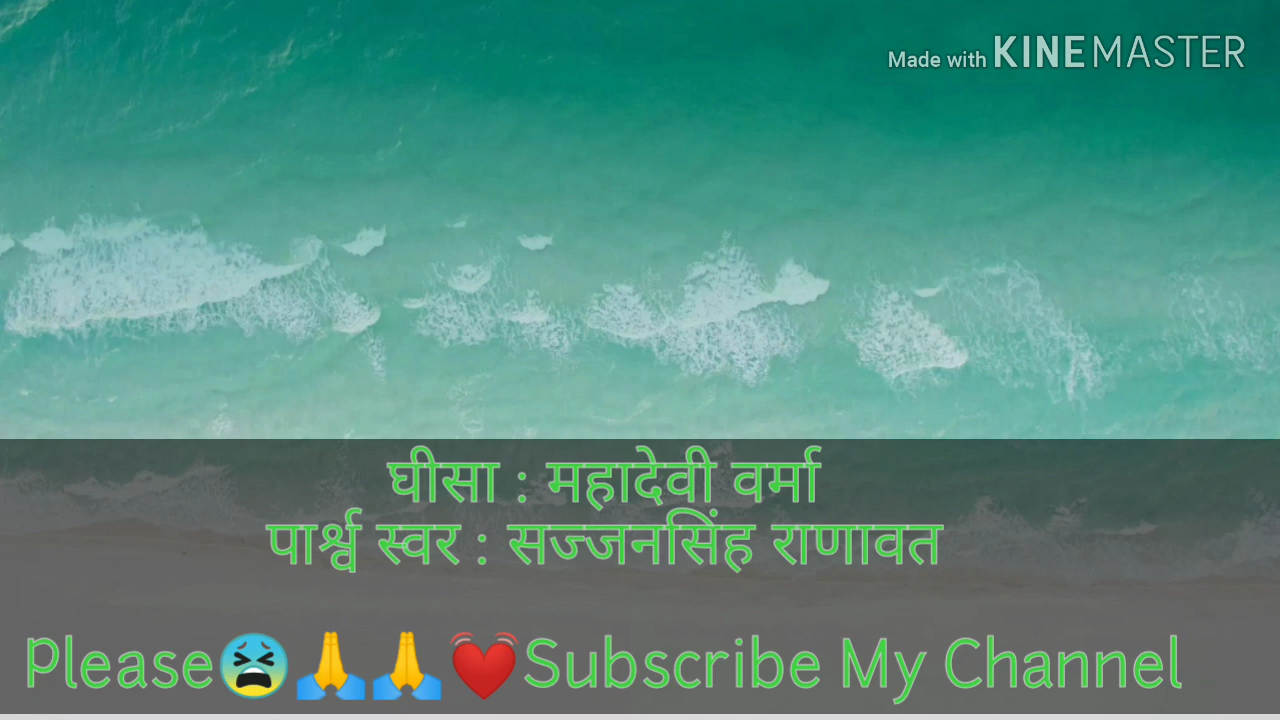 Made with KINEMASTER
घीसा : महादेवी वर्मा
पार्श्व स्वर : सज्जनसिंह राणावत
Please😫🙏🙏💓Subscribe My Channel